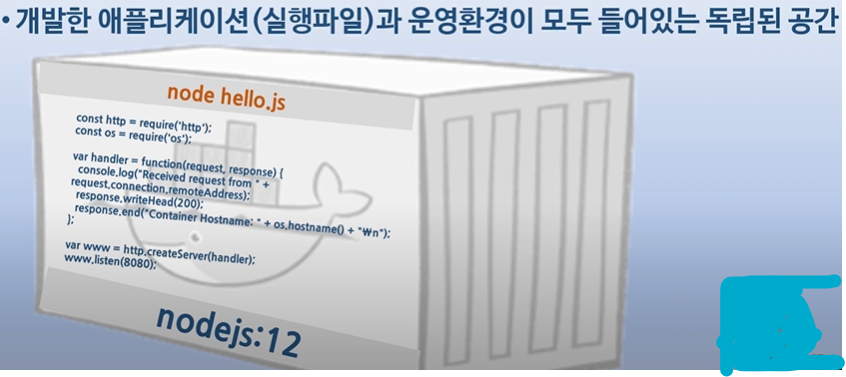 • 개발한 애플리케이션(실행파일)과 운영환경이 모두 들어있는 독립된 공간
node hello.js
const http = require('http');
const os = require('os');
var handler = function(request, response) {
console.log("Received request from " +
request.connection.remoteAddress);
response.writeHead(200);
response.end("Container Hostname: " + os.hostname() + "₩n");
};
var www = http.createServer(handler);
www.listen(8080);
nodejs:12